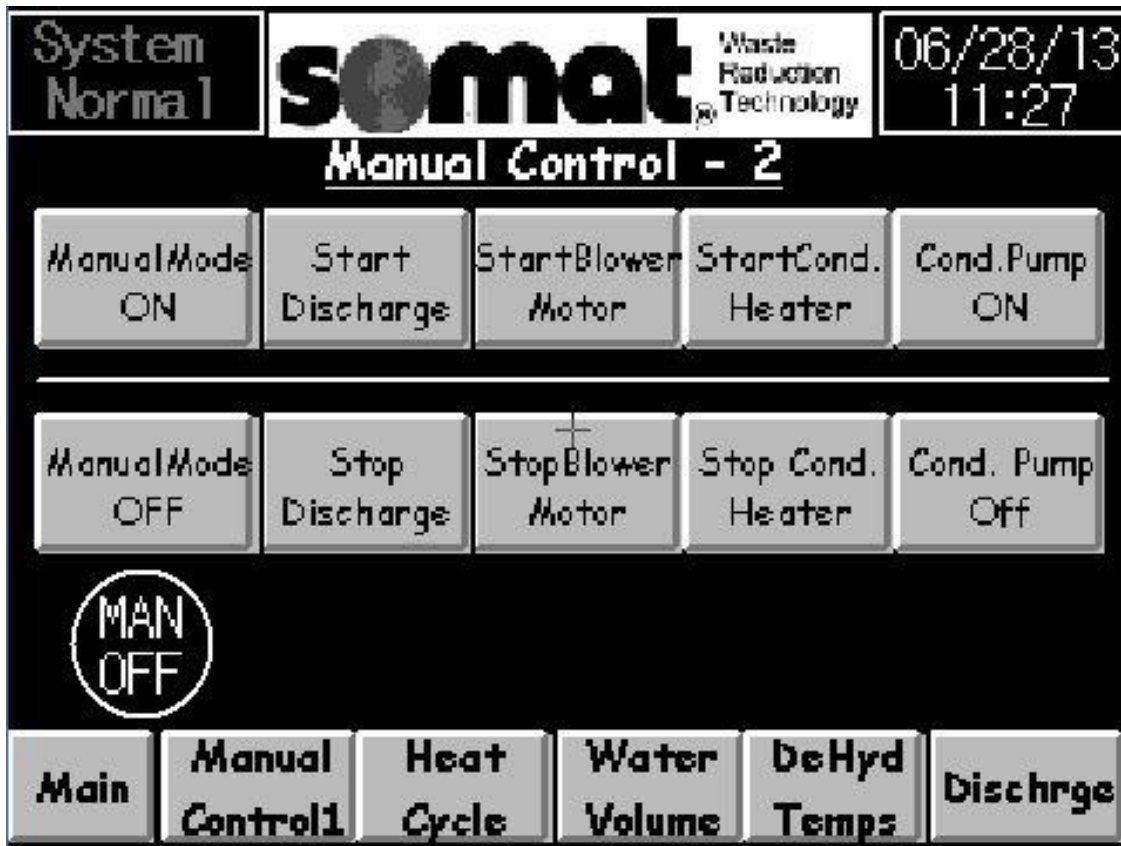 System
Normal
somat®
Waste
Reduction
Technology
06/28/13
11:27
Manual Control - 2
ManualMode
ON
Start
Discharge
StartBlower
Motor
StartCond.
Heater
Cond.Pump
ON
ManualMode
OFF
Stop
Discharge
StopBlower
Motor
Stop Cond.
Heater
Cond. Pump
Off
MAN
OFF
Main
Manual
Control1
Heat
Cycle
Water
Volume
DeHyd
Temps
Dischrge